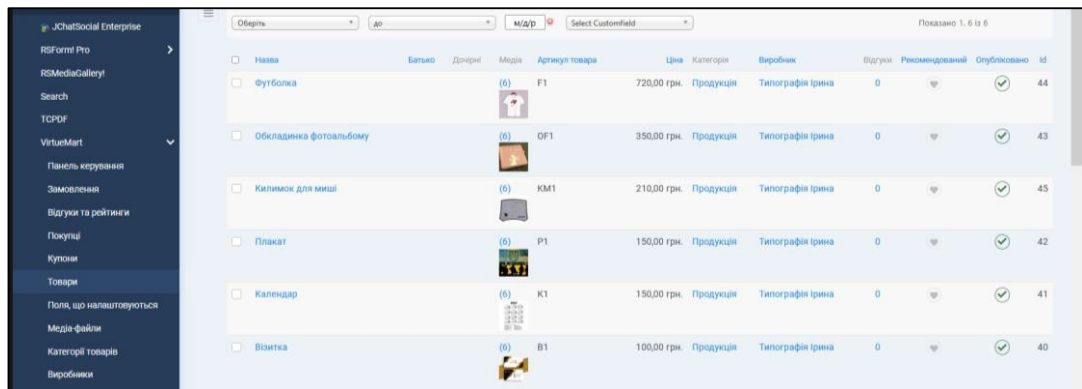 JChatSocial Enterprise
RSForm! Pro
RSMediaGallery!
Search
TCPDF
VirtueMart
Панель керування
Замовлення
Відгуки та рейтинги
Покупці
Купони
Товари
Поля, що налаштовуються
Медіа-файли
Категорії товарів
Виробники
Оберіть до м/д/р Select Customfield Показано 1. 6 із 6
Назва Батько Дочірні Медіа Артикул товара Ціна Категорія Виробник Відгуки Рекомендований Опубліковано Id
Футболка (6) F1 720,00 грн. Продукція Типографія Ірина 0 44
Обкладинка фотоальбому (6) OF1 350,00 грн. Продукція Типографія Ірина 0 43
Килимок для миші (6) KM1 210,00 грн. Продукція Типографія Ірина 0 45
Плакат (6) P1 150,00 грн. Продукція Типографія Ірина 0 42
Календар (6) K1 150,00 грн. Продукція Типографія Ірина 0 41
Візитка (6) B1 100,00 грн. Продукція Типографія Ірина 0 40